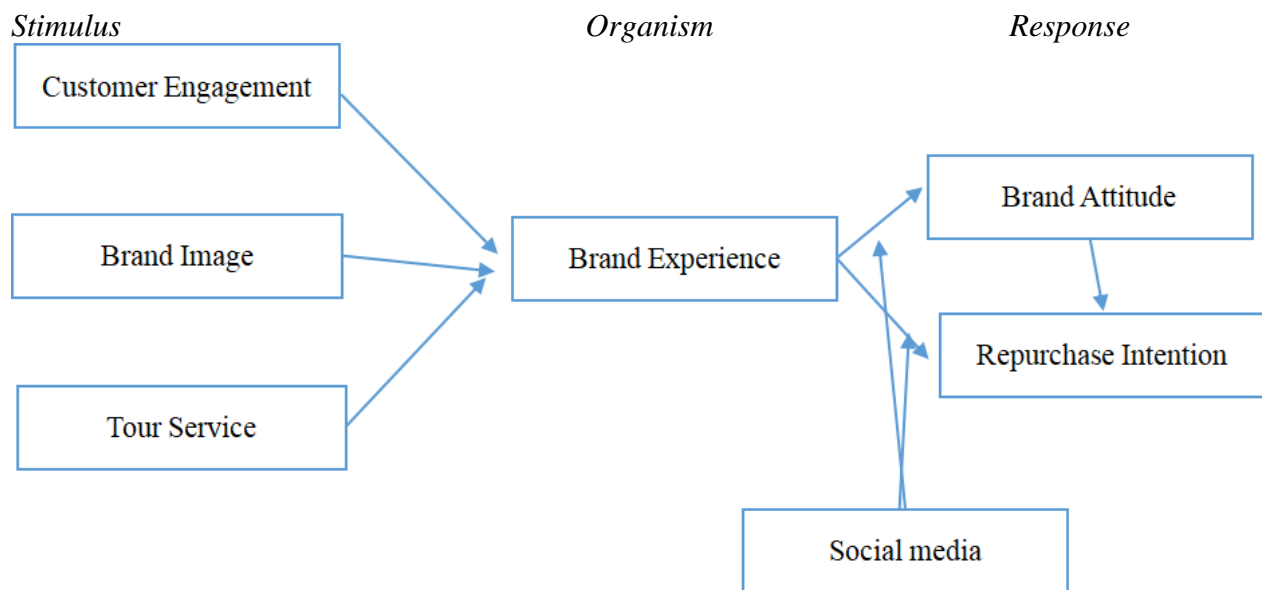 Stimulus
Organism
Response
Customer Engagement
Brand Attitude
Brand Image
Brand Experience
Repurchase Intention
Tour Service
Social media